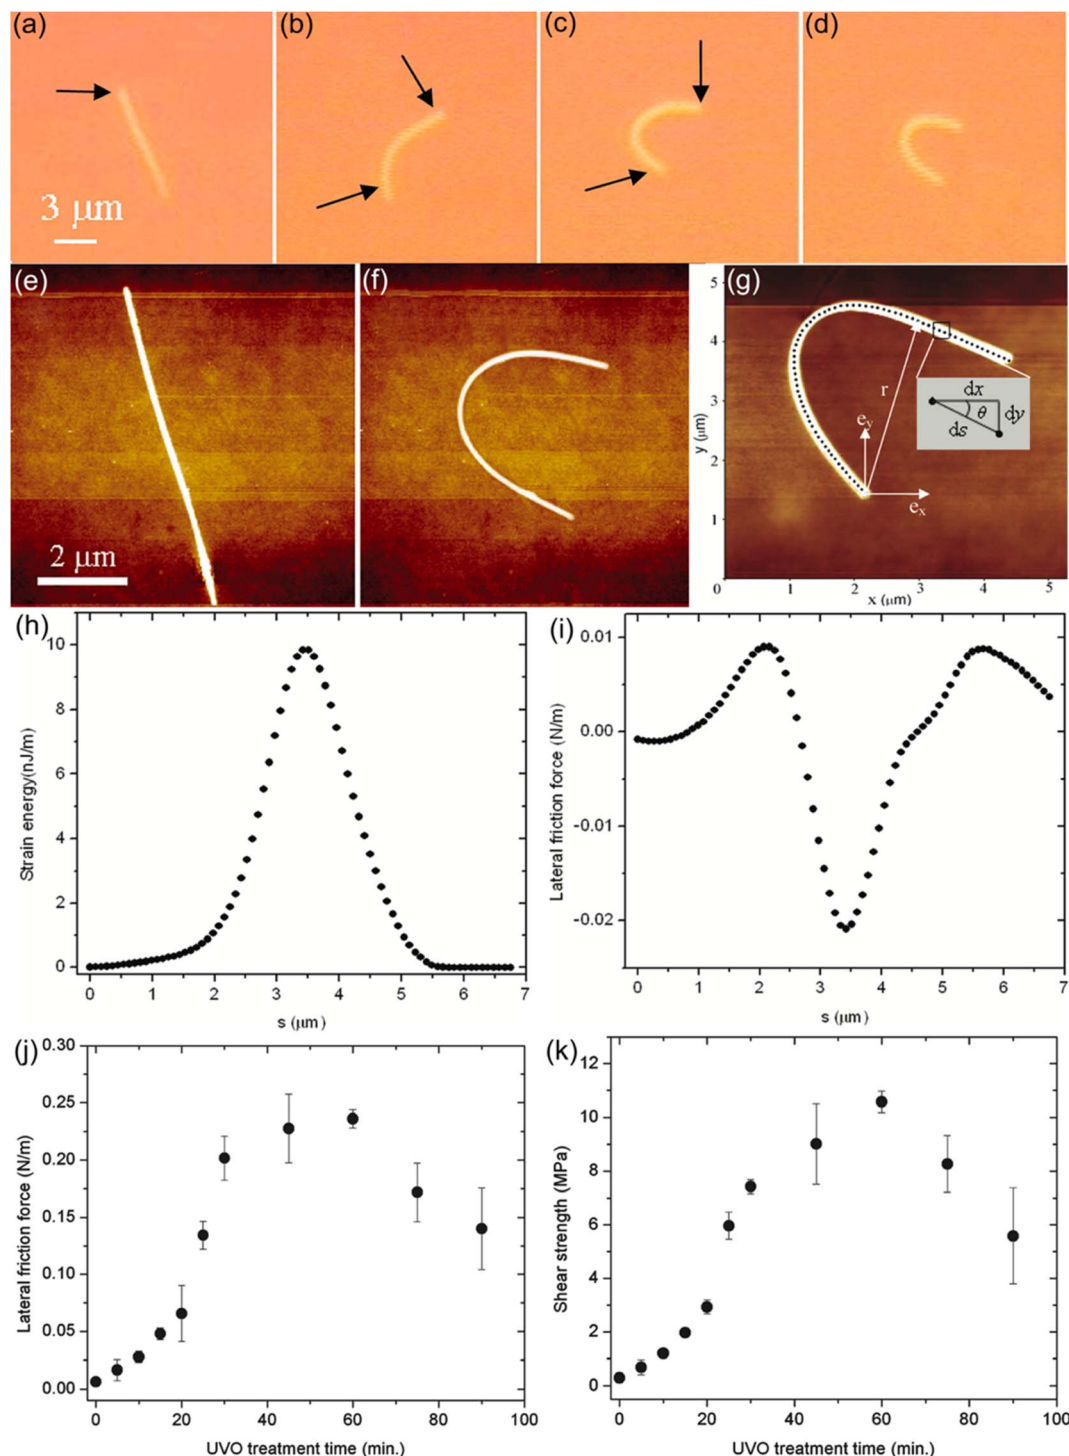 (a)
(b)
(c)
(d)
3 μm
(e)
(f)
(g)
2 μm
5
4
3
2
1
0
y (μm)
r
e_y
e_x
dx
θ
dy
ds
1
2
3
4
5
x (μm)
(h)
10
8
6
4
2
0
Strain energy(nJ/m)
0 1 2 3 4 5 6 7
s (μm)
(i)
0.01
0.00
-0.01
-0.02
Lateral friction force (N/m)
0 1 2 3 4 5 6 7
s (μm)
(j)
0.30
0.25
0.20
0.15
0.10
0.05
0.00
Lateral friction force (N/m)
0 20 40 60 80 100
UVO treatment time (min.)
(k)
12
10
8
6
4
2
0
Shear strength (MPa)
0 20 40 60 80 100
UVO treatment time (min.)